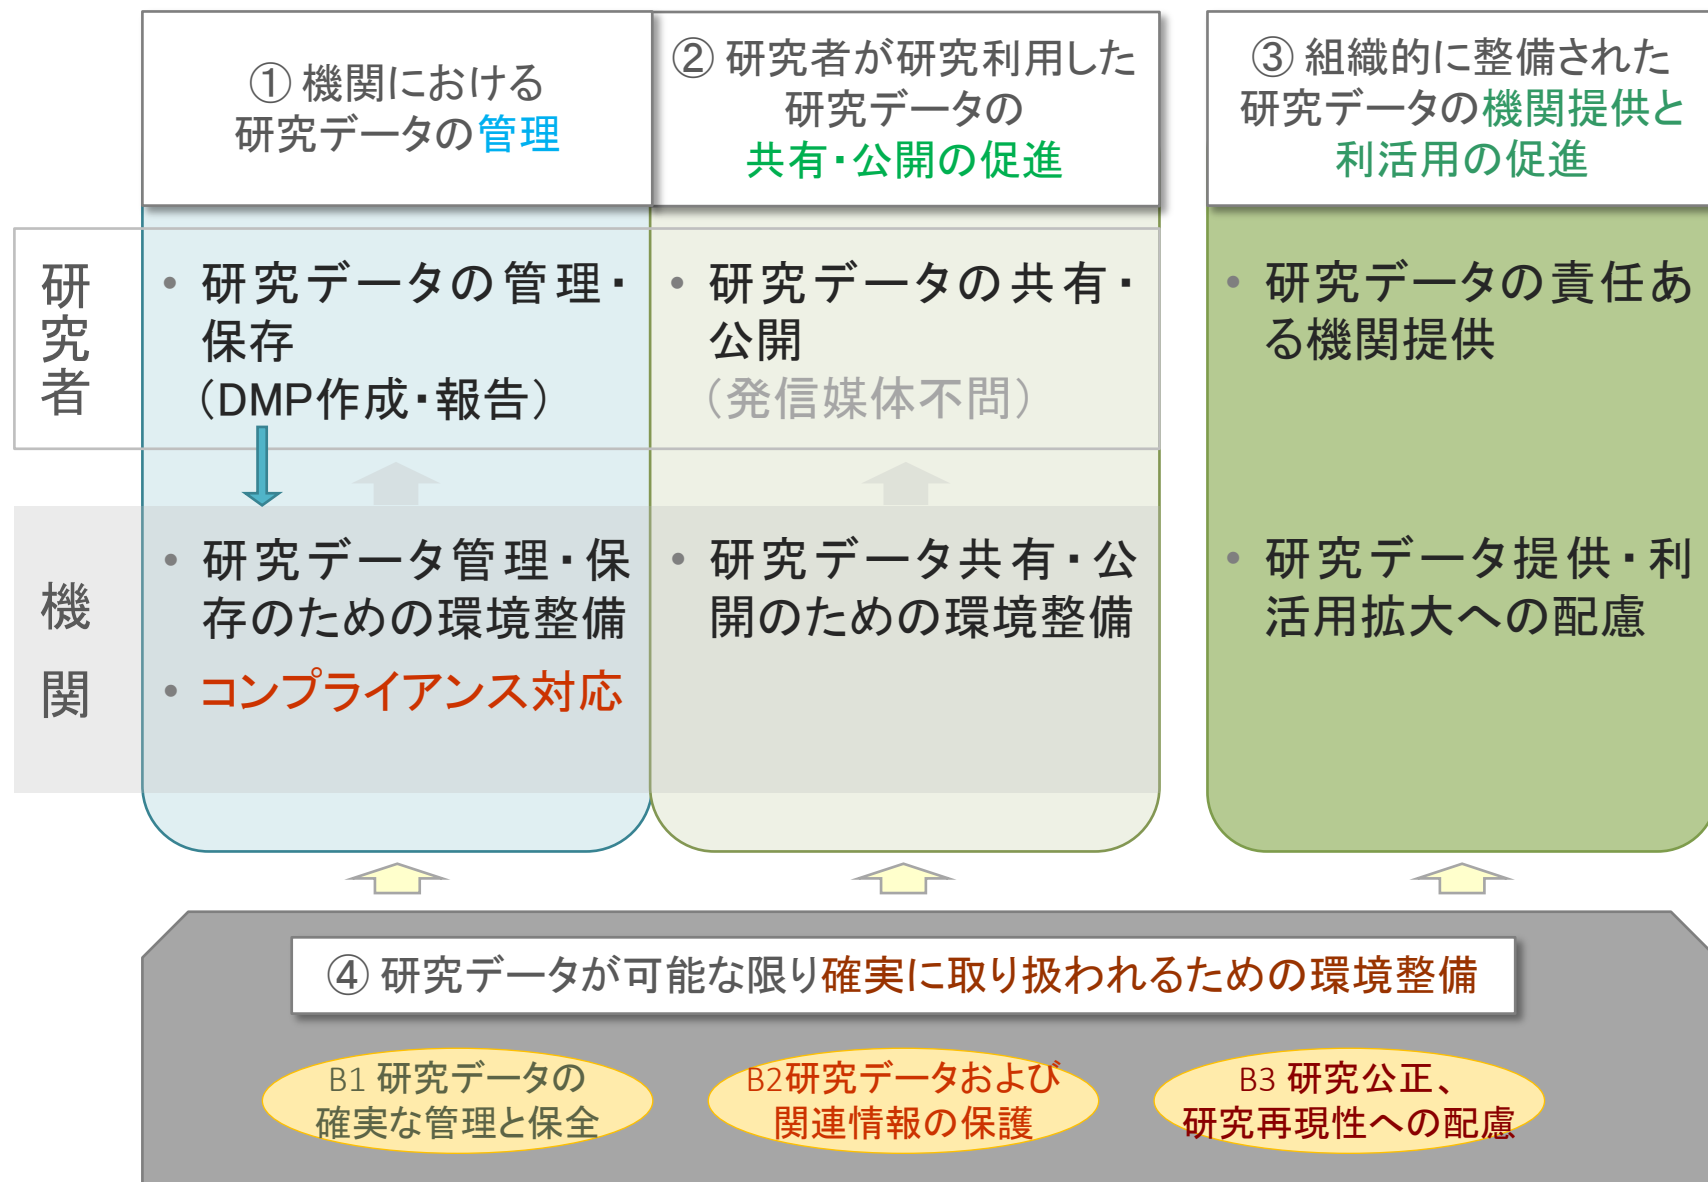 ① 機関における
研究データの管理
② 研究者が研究利用した
研究データの
共有・公開の促進
③ 組織的に整備された
研究データの機関提供と
利活用の促進
研究者
• 研究データの管理・
保存
（DMP作成・報告）
• 研究データの共有・
公開
（発信媒体不問）
• 研究データの責任あ
る機関提供
機関
• 研究データ管理・保
存のための環境整備
• コンプライアンス対応
• 研究データ共有・公
開のための環境整備
• 研究データ提供・利
活用拡大への配慮
④ 研究データが可能な限り確実に取り扱われるための環境整備
B1 研究データの
確実な管理と保全
B2研究データおよび
関連情報の保護
B3 研究公正、
研究再現性への配慮